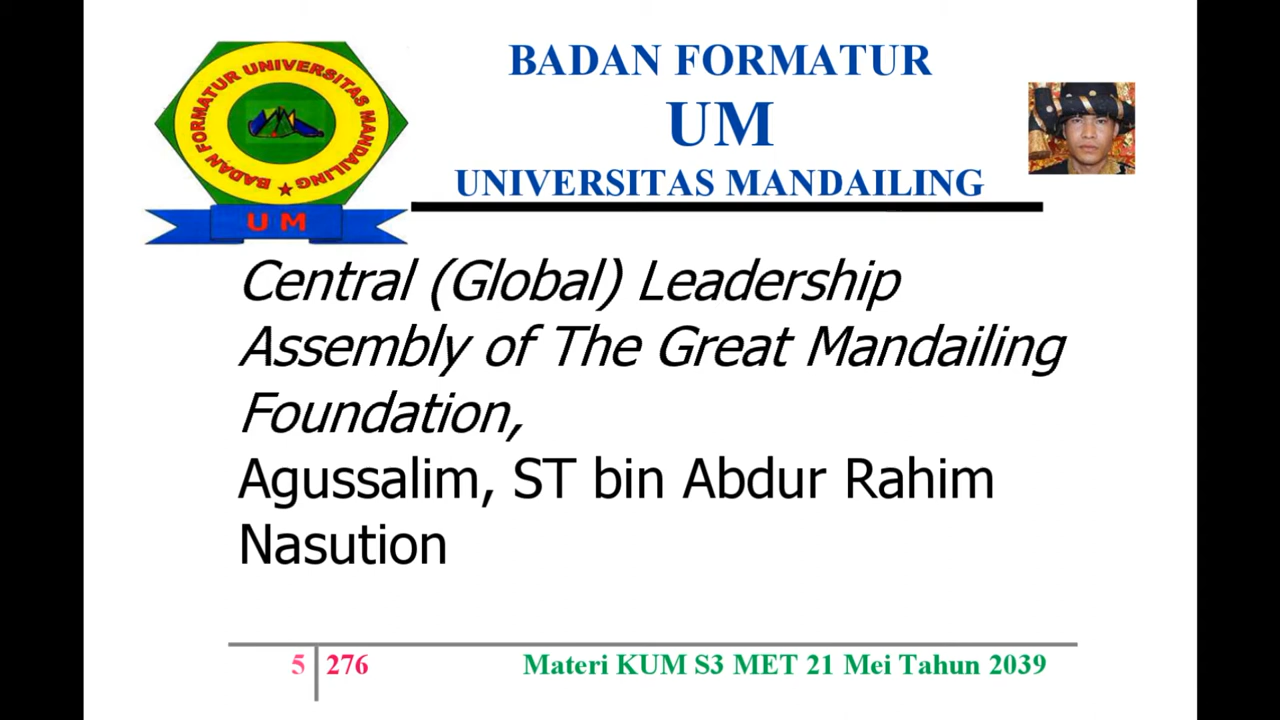 BADAN FORMATUR UNIVERSITAS MANDAILING
U M
BADAN FORMATUR
UM
UNIVERSITAS MANDAILING
Central (Global) Leadership
Assembly of The Great Mandailing
Foundation,
Agussalim, ST bin Abdur Rahim
Nasution
5 276 Materi KUM S3 MET 21 Mei Tahun 2039